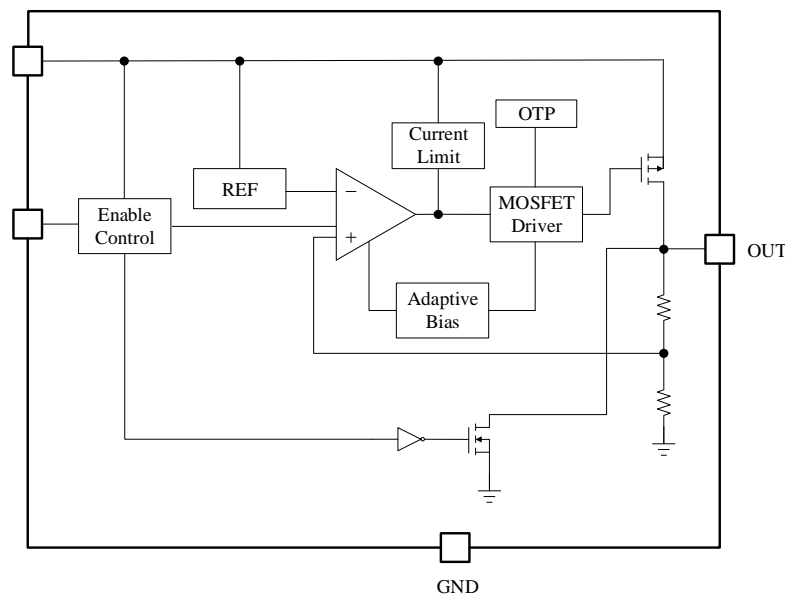 OTP
Current
Limit
REF
−
MOSFET
Driver
Enable
Control
+
OUT
Adaptive
Bias
GND